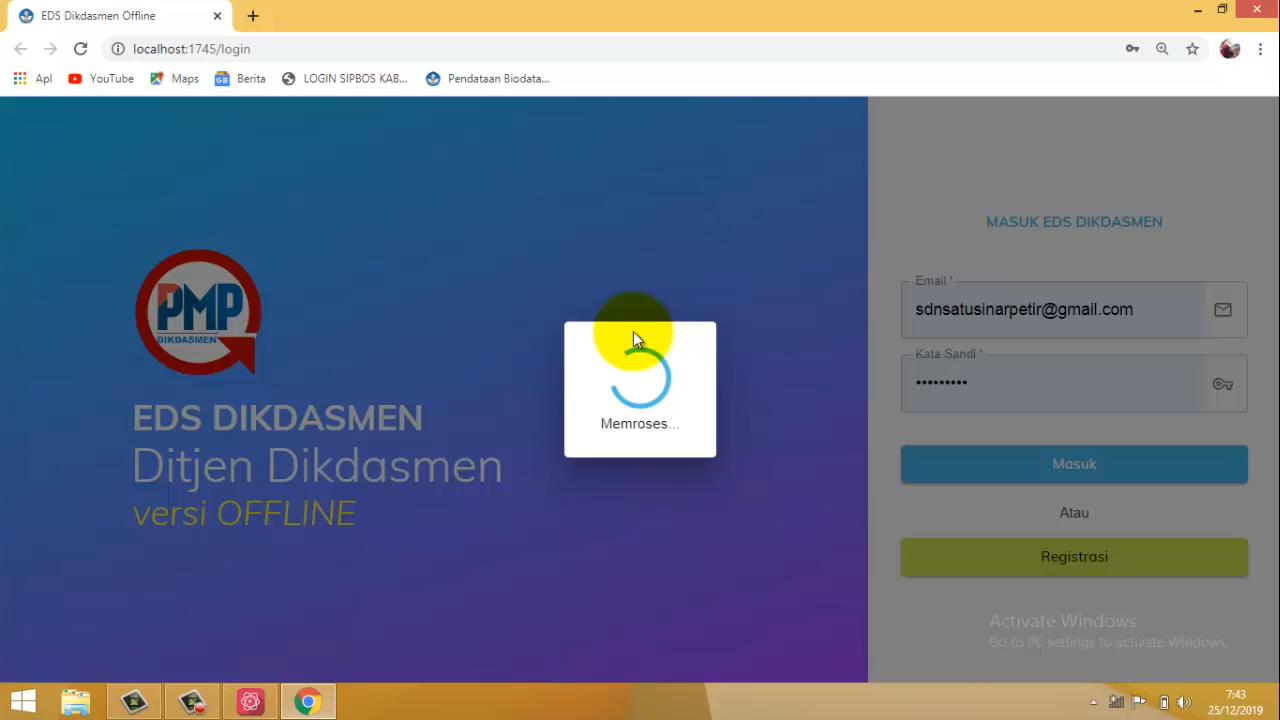 EDS Dikdasmen Offline
localhost:1745/login
Apl
YouTube
Maps
Berita
LOGIN SIPBOS KAB...
Pendataan Biodata...
MASUK EDS DIKDASMEN
Email *
sdnsatusinarpetir@gmail.com
Kata Sandi *
•••••••••
PMP
DIKDASMEN
EDS DIKDASMEN
Ditjen Dikdasmen
versi OFFLINE
Memroses...
Masuk
Atau
Registrasi
Activate Windows
Go to PC settings to activate Windows.
7:43
25/12/2019